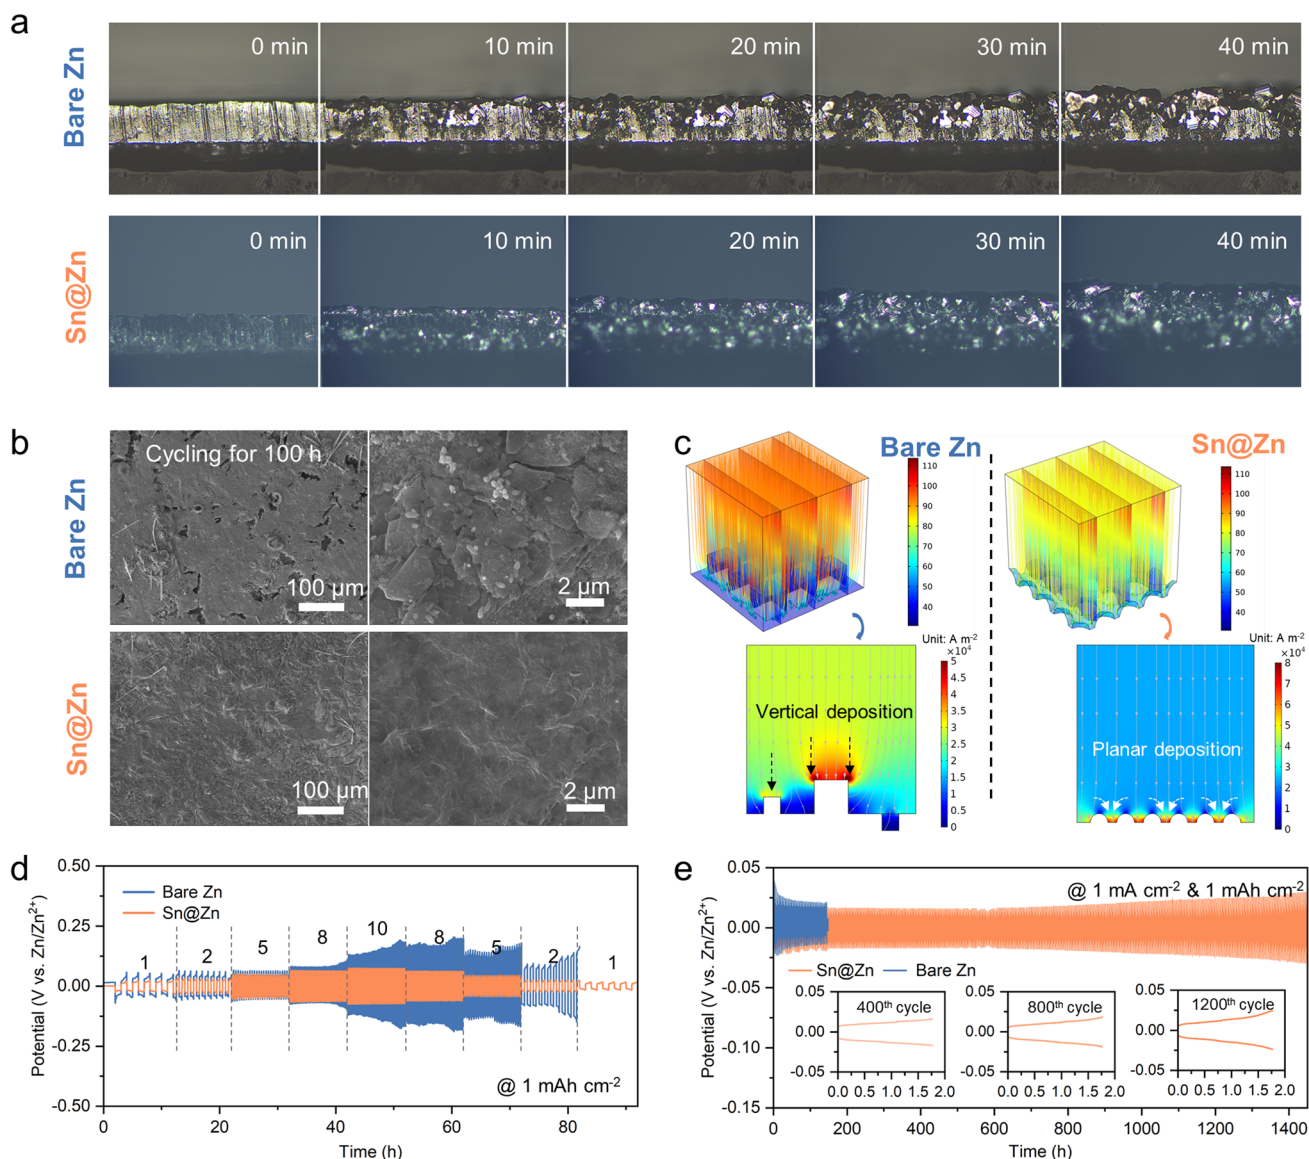 a
Bare Zn
0 min
10 min
20 min
30 min
40 min
Sn@Zn
0 min
10 min
20 min
30 min
40 min
b
Bare Zn
Cycling for 100 h
100 μm
2 μm
Sn@Zn
100 μm
2 μm
c
Bare Zn
110
100
90
80
70
60
50
40
Sn@Zn
110
100
90
80
70
60
50
40
Unit: A m-2
×10⁴
5
4.5
4
3.5
3
2.5
2
1.5
1
0.5
0
Vertical deposition
Unit: A m-2
×10⁴
8
7
6
5
4
3
2
1
0
Planar deposition
d
Potential (V vs. Zn/Zn²⁺)
0.50
0.25
0.00
-0.25
-0.50
Bare Zn
Sn@Zn
1
2
5
8
10
8
5
2
1
@ 1 mAh cm-2
0
20
40
60
80
Time (h)
e
Potential (V vs. Zn/Zn²⁺)
0.05
0.00
-0.05
-0.10
-0.15
@ 1 mA cm-2 & 1 mAh cm-2
Sn@Zn
Bare Zn
0.05
0.00
-0.05
400th cycle
0.0 0.5 1.0 1.5 2.0
0.05
0.00
-0.05
800th cycle
0.0 0.5 1.0 1.5 2.0
0.05
0.00
-0.05
1200th cycle
0.0 0.5 1.0 1.5 2.0
0
200
400
600
800
1000
1200
1400
Time (h)